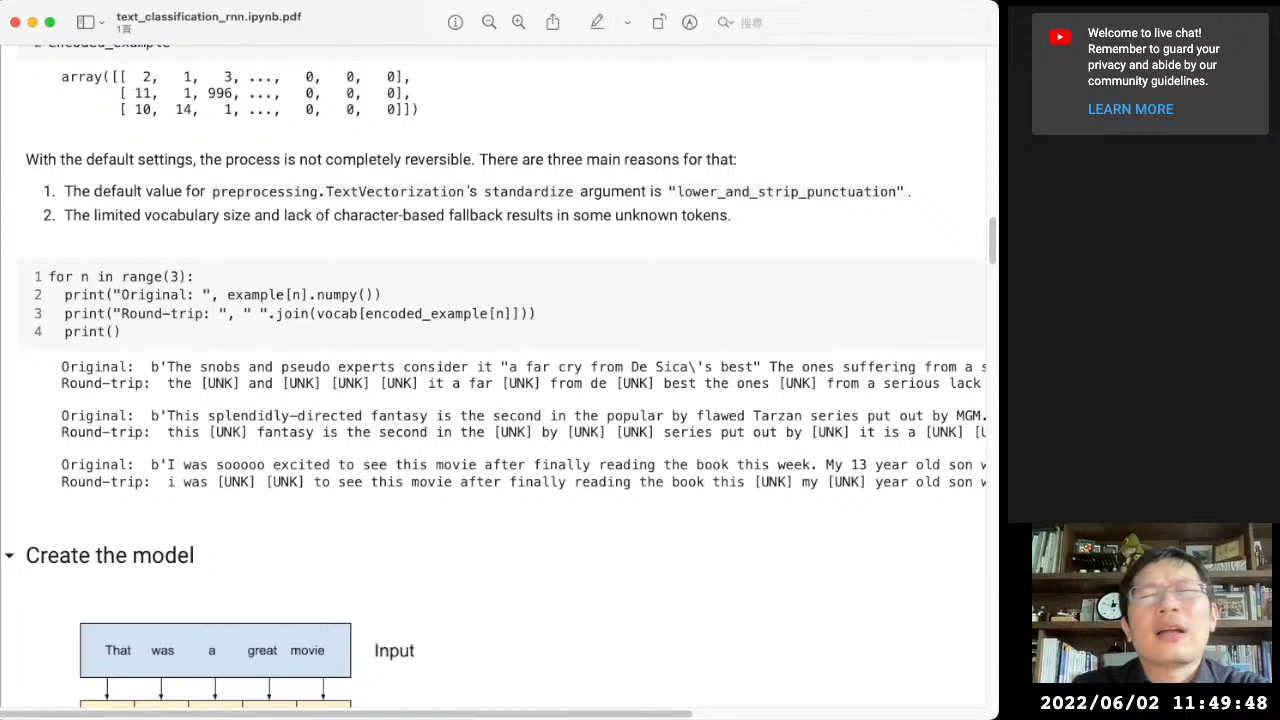 text_classification_rnn.ipynb.pdf
1頁
搜尋
2 encoded_example
array([[ 2, 1, 3, ..., 0, 0, 0],
[ 11, 1, 996, ..., 0, 0, 0],
[ 10, 14, 1, ..., 0, 0, 0]])
With the default settings, the process is not completely reversible. There are three main reasons for that:
1. The default value for preprocessing.TextVectorization's standardize argument is "lower_and_strip_punctuation".
2. The limited vocabulary size and lack of character-based fallback results in some unknown tokens.
1 for n in range(3):
2 print("Original: ", example[n].numpy())
3 print("Round-trip: ", " ".join(vocab[encoded_example[n]]))
4 print()
Original: b'The snobs and pseudo experts consider it "a far cry from De Sica\'s best" The ones suffering from a s
Round-trip: the [UNK] and [UNK] [UNK] [UNK] it a far [UNK] from de [UNK] best the ones [UNK] from a serious lack
Original: b'This splendidly-directed fantasy is the second in the popular by flawed Tarzan series put out by MGM.
Round-trip: this [UNK] fantasy is the second in the [UNK] by [UNK] [UNK] series put out by [UNK] it is a [UNK] [U
Original: b'I was sooooo excited to see this movie after finally reading the book this week. My 13 year old son w
Round-trip: i was [UNK] [UNK] to see this movie after finally reading the book this [UNK] my [UNK] year old son w
Create the model
That was a great movie
Input
Welcome to live chat!
Remember to guard your
privacy and abide by our
community guidelines.
LEARN MORE
2022/06/02 11:49:48